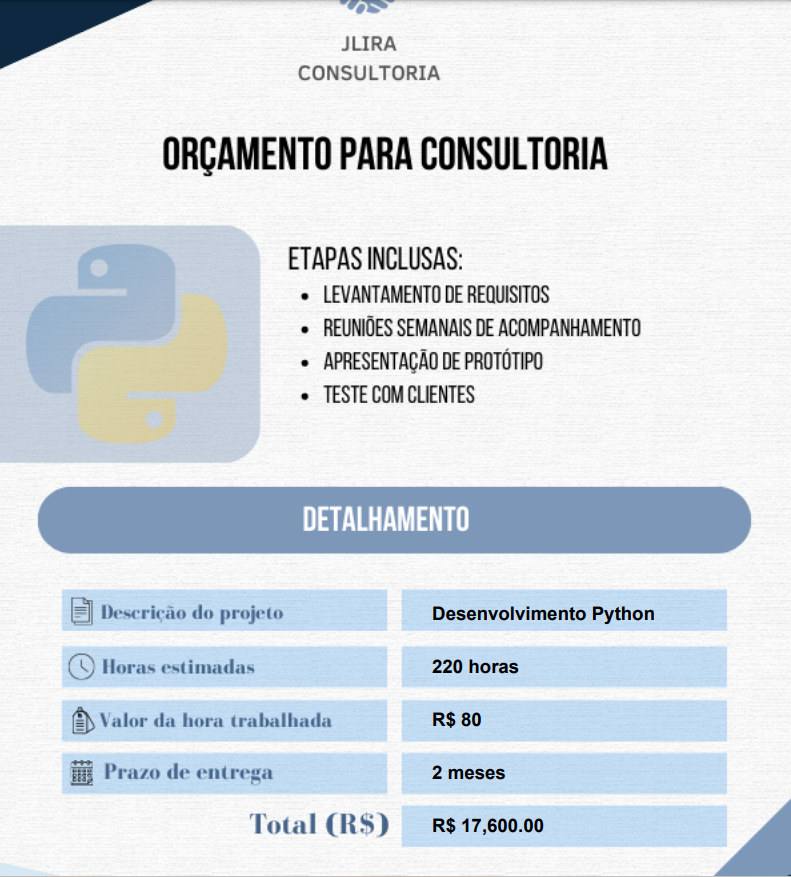 JLIRA
CONSULTORIA
ORÇAMENTO PARA CONSULTORIA
ETAPAS INCLUSAS:
• LEVANTAMENTO DE REQUISITOS
• REUNIÕES SEMANAIS DE ACOMPANHAMENTO
• APRESENTAÇÃO DE PROTÓTIPO
• TESTE COM CLIENTES
DETALHAMENTO
Descrição do projeto Desenvolvimento Python
Horas estimadas 220 horas
Valor da hora trabalhada R$ 80
Prazo de entrega 2 meses
Total (R$) R$ 17,600.00